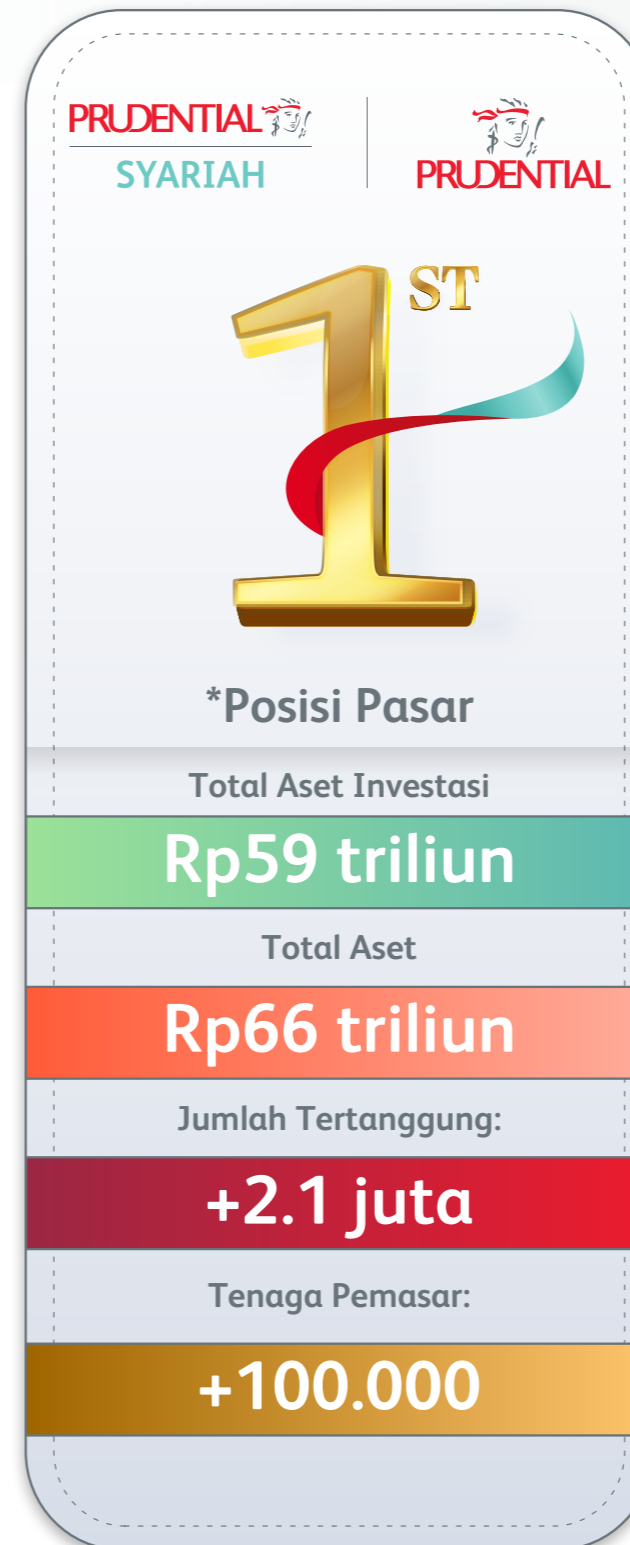 PRUDENTIAL
SYARIAH
PRUDENTIAL
1ST
*Posisi Pasar
Total Aset Investasi
Rp59 triliun
Total Aset
Rp66 triliun
Jumlah Tertanggung:
+2.1 juta
Tenaga Pemasar:
+100.000